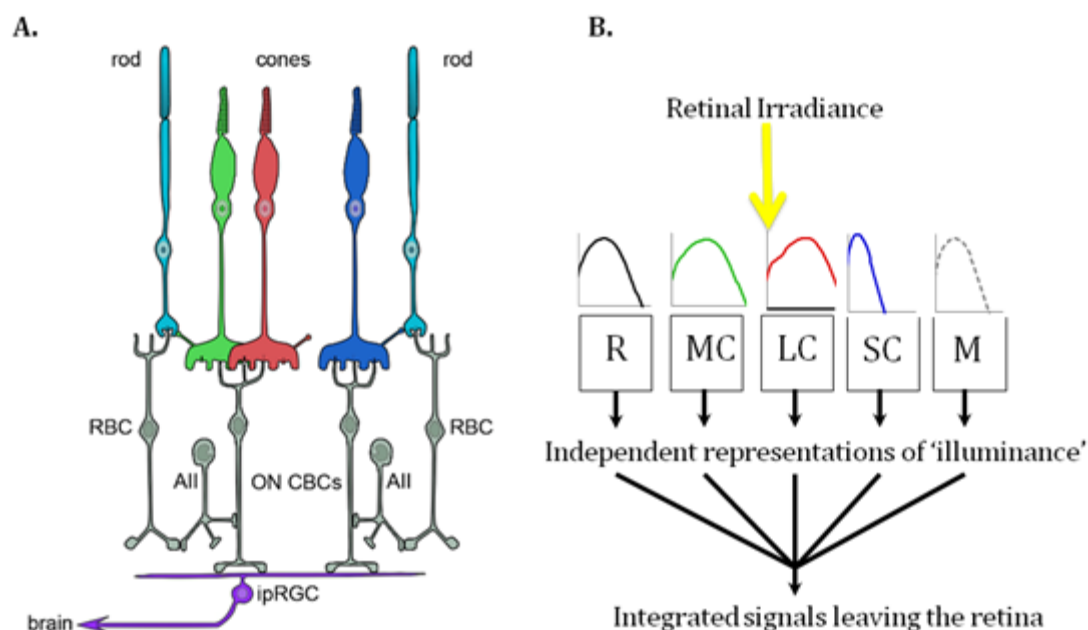 A.
rod
cones
rod
RBC
AII
ON CBCs
AII
RBC
ipRGC
brain
B.
Retinal Irradiance
R
MC
LC
SC
M
Independent representations of 'illuminance'
Integrated signals leaving the retina